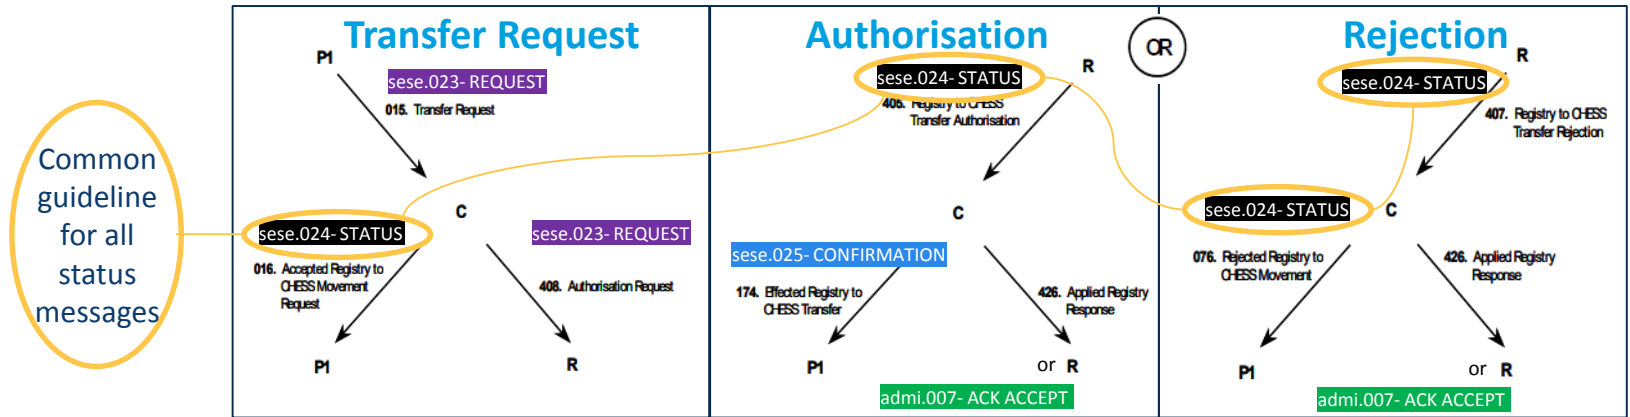 Common
guideline
for all
status
messages
Transfer Request
P1
sese.023- REQUEST
015. Transfer Request
C
sese.024- STATUS
sese.023- REQUEST
016. Accepted Registry to
CHESS Movement
Request
408. Authorisation Request
P1
R
Authorisation
sese.024- STATUS
R
405. Registry to CHESS
Transfer Authorisation
C
sese.025- CONFIRMATION
174. Effected Registry to
CHESS Transfer
426. Applied Registry
Response
P1
or R
admi.007- ACK ACCEPT
OR
Rejection
R
sese.024- STATUS
407. Registry to CHESS
Transfer Rejection
sese.024- STATUS
C
076. Rejected Registry to
CHESS Movement
426. Applied Registry
Response
P1
or R
admi.007- ACK ACCEPT